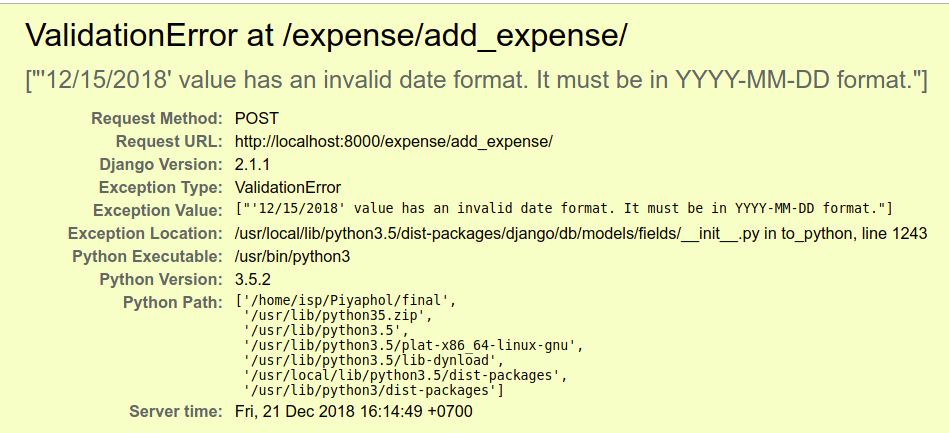 ValidationError at /expense/add_expense/
["'12/15/2018' value has an invalid date format. It must be in YYYY-MM-DD format."]
Request Method: POST
Request URL: http://localhost:8000/expense/add_expense/
Django Version: 2.1.1
Exception Type: ValidationError
Exception Value: ["'12/15/2018' value has an invalid date format. It must be in YYYY-MM-DD format."]
Exception Location: /usr/local/lib/python3.5/dist-packages/django/db/models/fields/__init__.py in to_python, line 1243
Python Executable: /usr/bin/python3
Python Version: 3.5.2
Python Path: ['/home/isp/Piyaphol/final',
'/usr/lib/python35.zip',
'/usr/lib/python3.5',
'/usr/lib/python3.5/plat-x86_64-linux-gnu',
'/usr/lib/python3.5/lib-dynload',
'/usr/local/lib/python3.5/dist-packages',
'/usr/lib/python3/dist-packages']
Server time: Fri, 21 Dec 2018 16:14:49 +0700